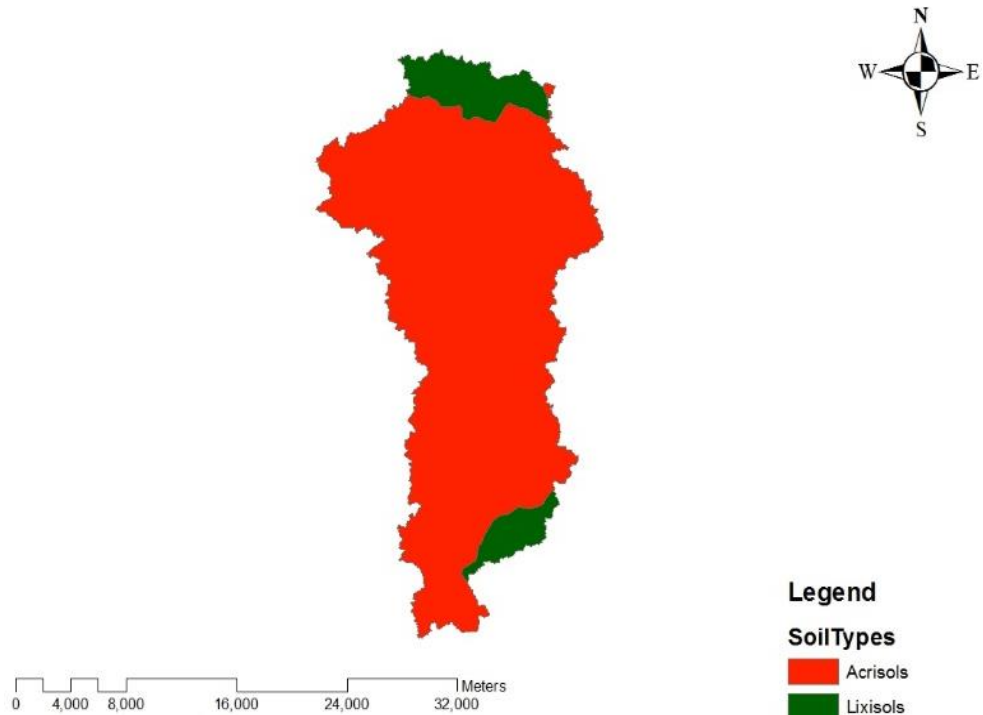 N
W E
S
Legend
SoilTypes
Acrisols
Lixisols
Meters
0 4,000 8,000 16,000 24,000 32,000